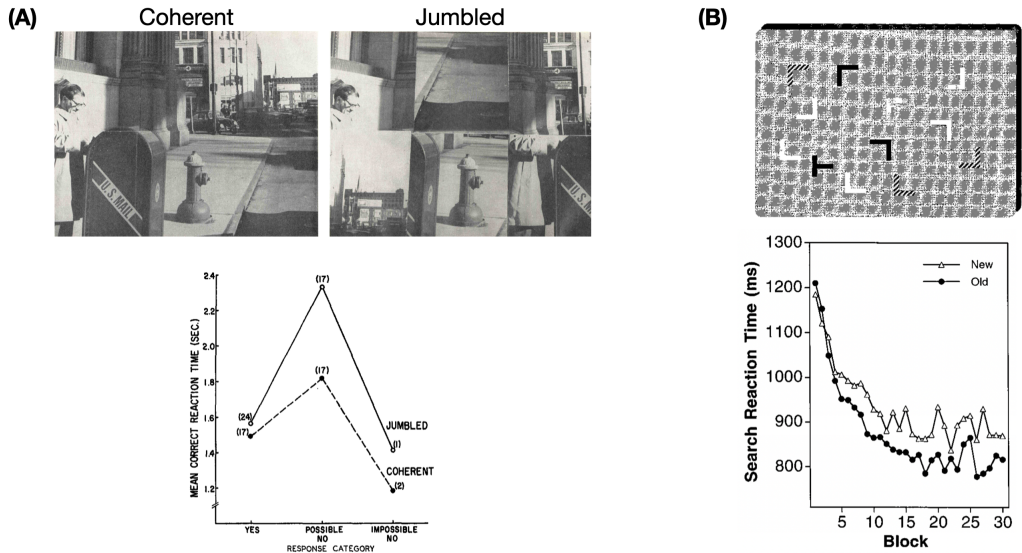 (A)
Coherent
Jumbled
U.S.MAIL
U.S.
MEAN CORRECT REACTION TIME (SEC.)
2.4
2.2
2.0
1.8
1.6
1.4
1.2
(17)
(17)
(24)
(17)
JUMBLED
(1)
COHERENT
(2)
YES
POSSIBLE
NO
IMPOSSIBLE
NO
RESPONSE CATEGORY
(B)
Search Reaction Time (ms)
1300
1200
1100
1000
900
800
New
Old
5
10
15
20
25
30
Block